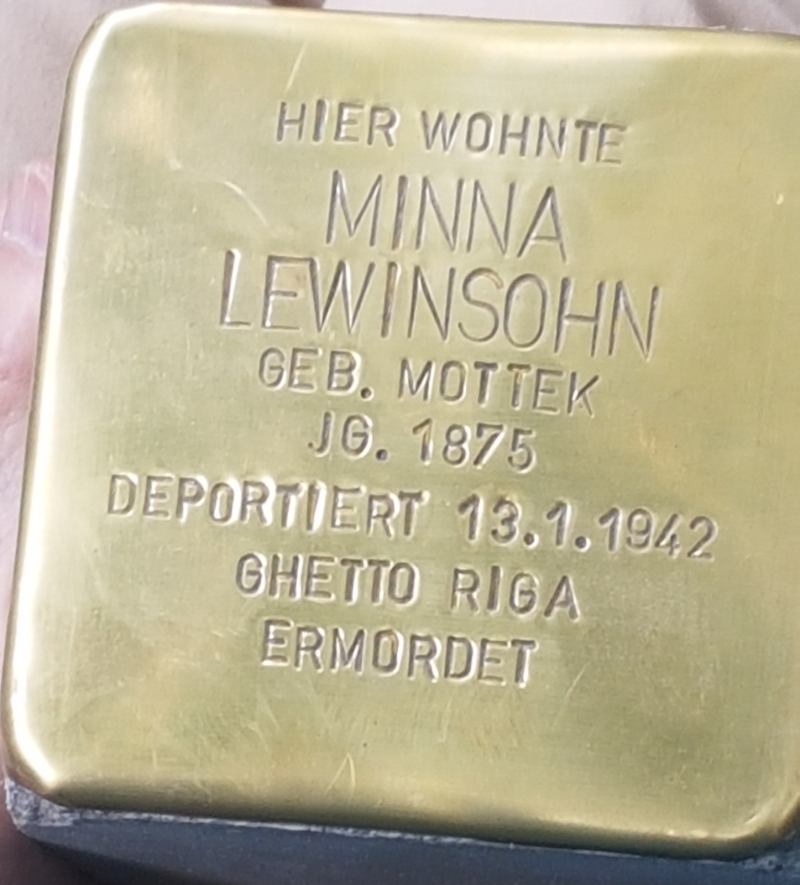 HIER WOHNTE
MINNA
LEWINSOHN
GEB. MOTTEK
JG. 1875
DEPORTIERT 13.1.1942
GHETTO RIGA
ERMORDET